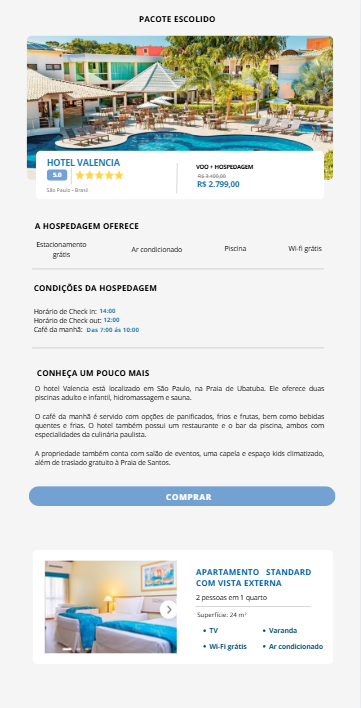 PACOTE ESCOLIDO
HOTEL VALENCIA
5.0
São Paulo - Brasil
VOO + HOSPEDAGEM
R$ 3.400,00
R$ 2.799,00
A HOSPEDAGEM OFERECE
Estacionamento
grátis
Ar condicionado
Piscina
Wi-fi grátis
CONDIÇÕES DA HOSPEDAGEM
Horário de Check in: 14:00
Horário de Check out: 12:00
Café da manhã: Das 7:00 ás 10:00
CONHEÇA UM POUCO MAIS
O hotel Valencia está localizado em São Paulo, na Praia de Ubatuba. Ele oferece duas
piscinas adulto e infantil, hidromassagem e sauna.
O café da manhã é servido com opções de panificados, frios e frutas, bem como bebidas
quentes e frias. O hotel também possui um restaurante e o bar da piscina, ambos com
especialidades da culinária paulista.
A propriedade também conta com salão de eventos, uma capela e espaço kids climatizado,
além de traslado gratuito à Praia de Santos.
COMPRAR
APARTAMENTO STANDARD
COM VISTA EXTERNA
2 pessoas em 1 quarto
Superfície: 24 m²
• TV
• Varanda
• Wi-Fi grátis
• Ar condicionado